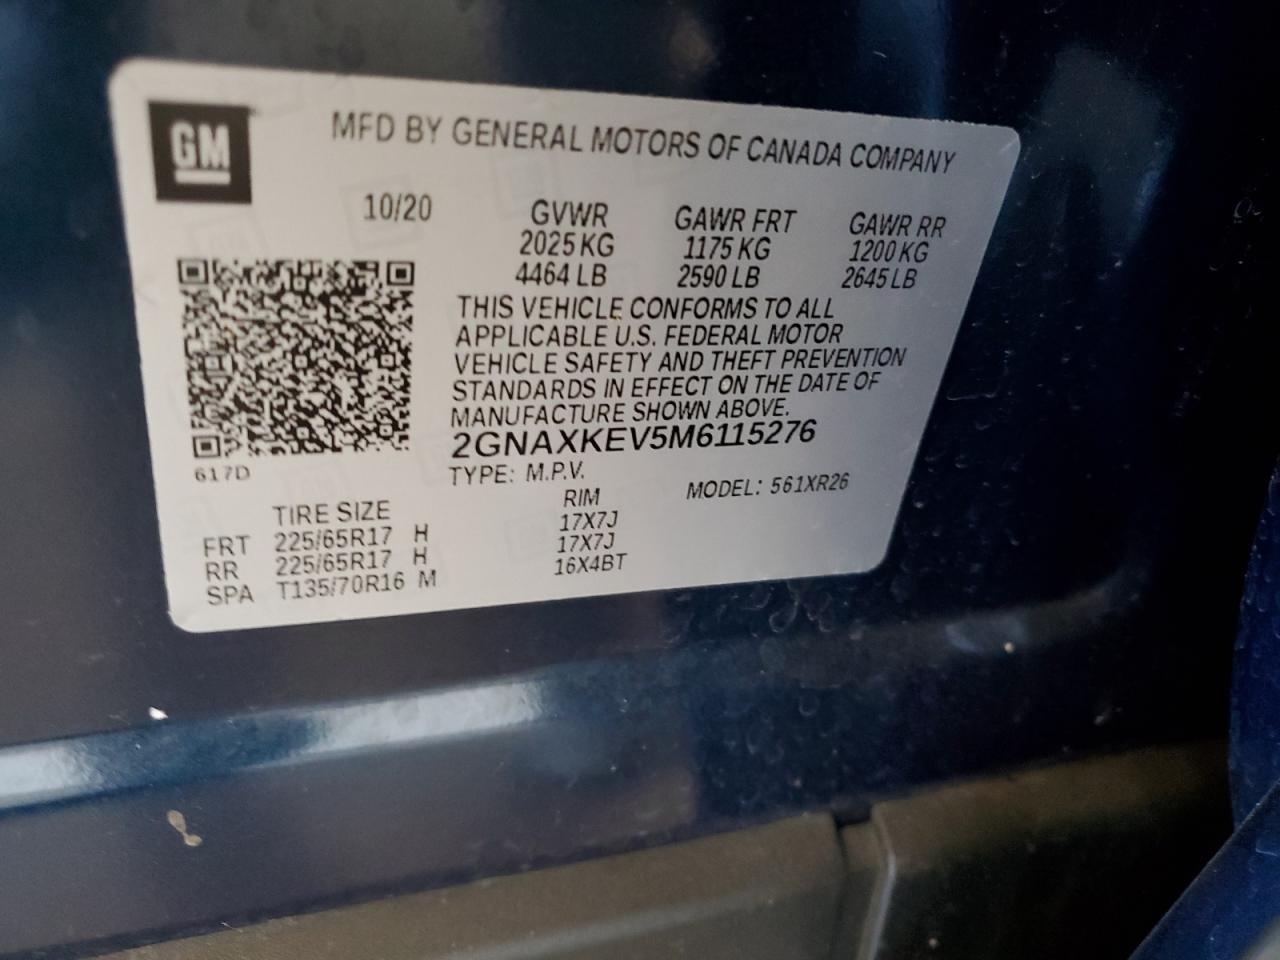 GM
MFD BY GENERAL MOTORS OF CANADA COMPANY
10/20 GVWR GAWR FRT GAWR RR
2025 KG 1175 KG 1200 KG
4464 LB 2590 LB 2645 LB
THIS VEHICLE CONFORMS TO ALL
APPLICABLE U.S. FEDERAL MOTOR
VEHICLE SAFETY AND THEFT PREVENTION
STANDARDS IN EFFECT ON THE DATE OF
MANUFACTURE SHOWN ABOVE.
2GNAXKEV5M6115276
617D
TYPE: M.P.V. MODEL: 561XR26
TIRE SIZE RIM
FRT 225/65R17 H 17X7J
RR 225/65R17 H 17X7J
SPA T135/70R16 M 16X4BT